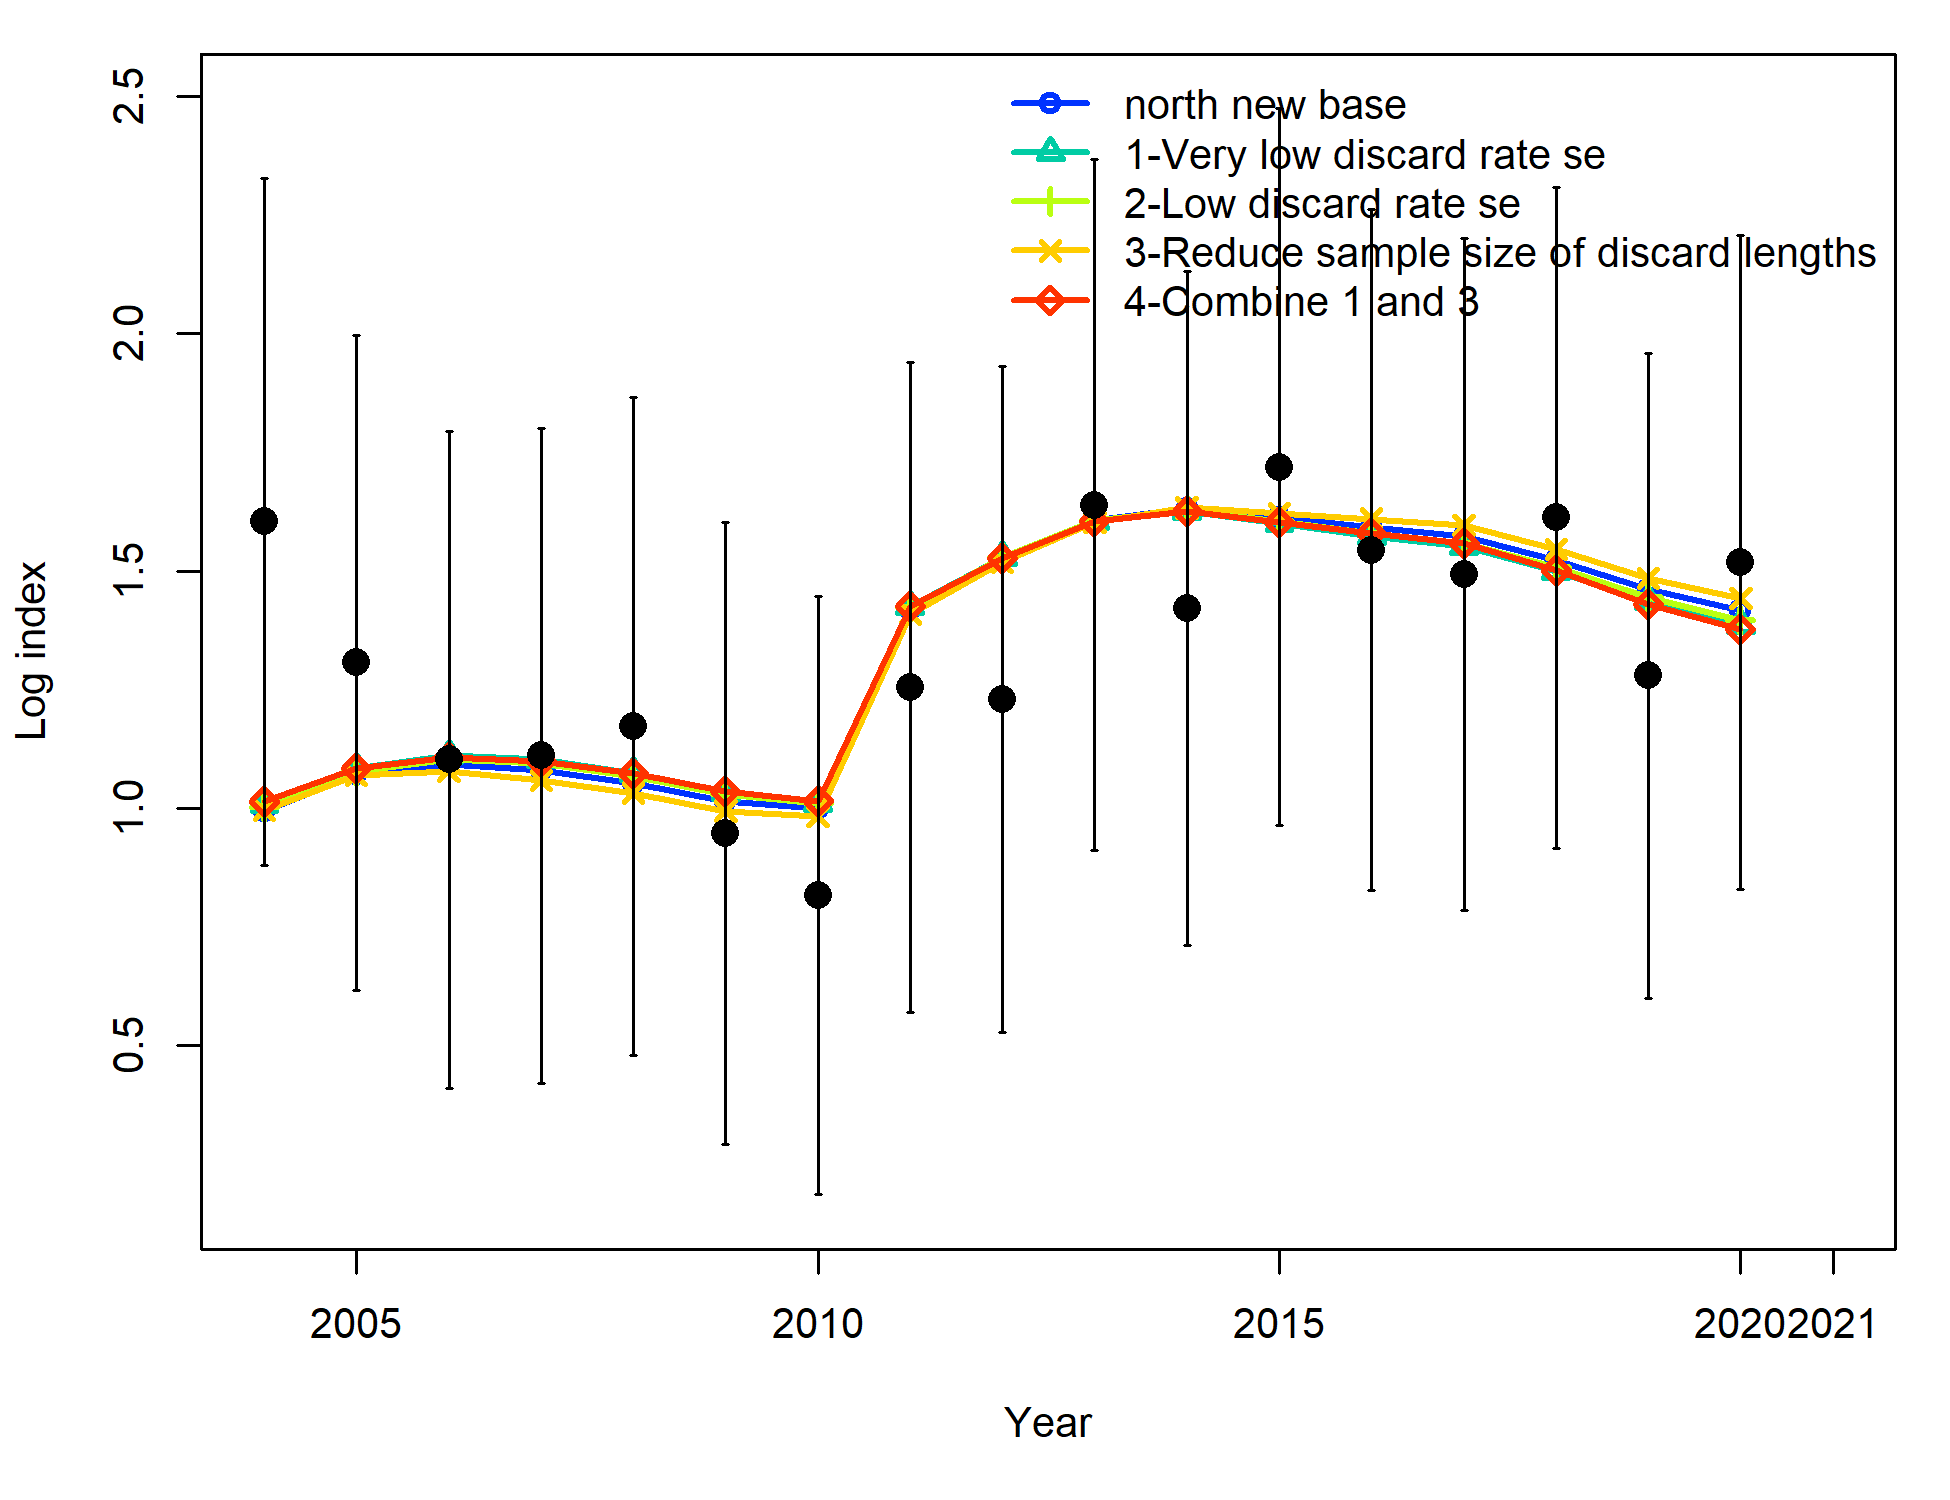 2.5
2.0
1.5
1.0
0.5
Log index
north new base
1-Very low discard rate se
2-Low discard rate se
3-Reduce sample size of discard lengths
4-Combine 1 and 3
2005 2010 2015 2020 2021
Year